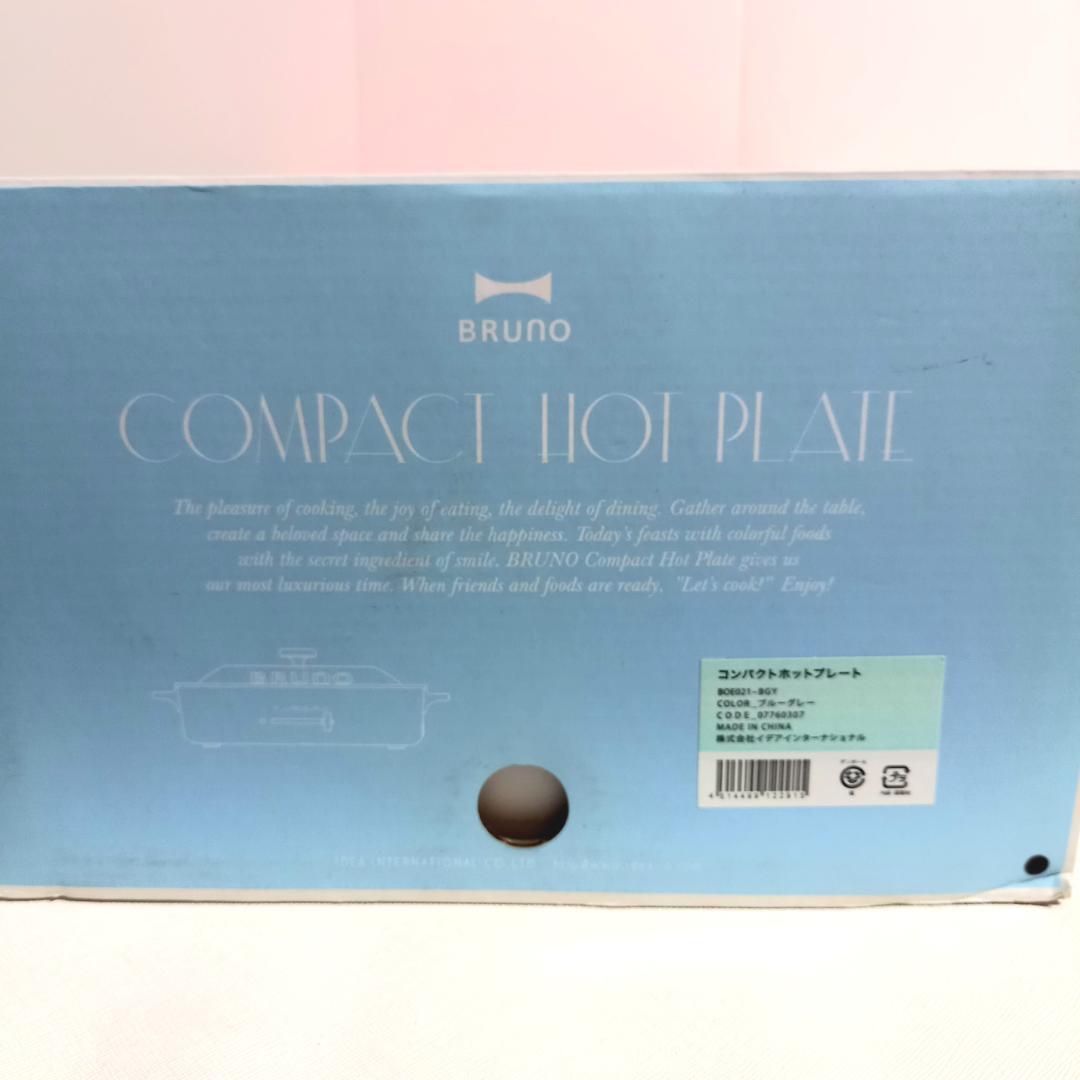 BRUNO
COMPACT HOT PLATE
The pleasure of cooking, the joy of eating, the delight of dining. Gather around the table,
create a beloved space and share the happiness. Today's feasts with colorful foods
with the secret ingredient of smile. BRUNO Compact Hot Plate gives us
our most luxurious time. When friends and foods are ready, "Let's cook!" Enjoy!
BRUNO
コンパクトホットプレート
BOE021-BGY
COLOR_ブルーグレー
CODE_07760307
MADE IN CHINA
株式会社イデアインターナショナル
IDEA INTERNATIONAL CO.LTD